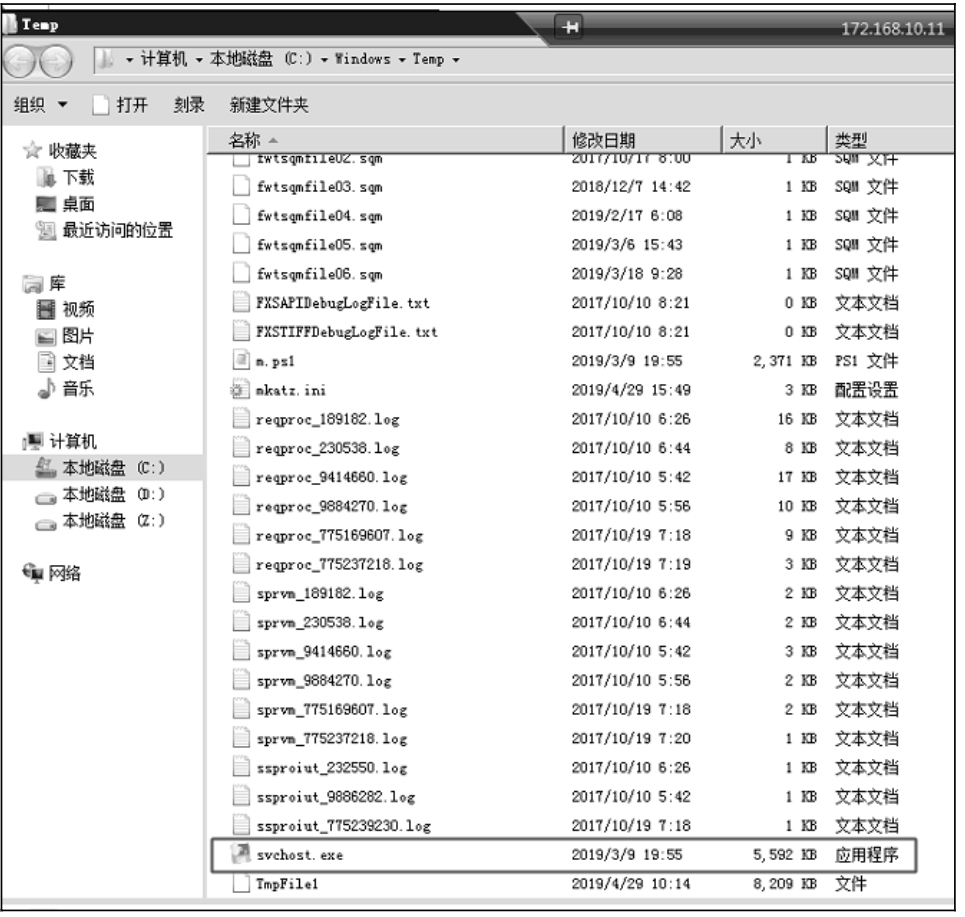 Temp
172.168.10.11
计算机 本地磁盘 (C:) Windows Temp
组织 打开 刻录 新建文件夹
收藏夹
下载
桌面
最近访问的位置
库
视频
图片
文档
音乐
计算机
本地磁盘 (C:)
本地磁盘 (D:)
本地磁盘 (Z:)
网络
名称 修改日期 大小 类型
fwtsqmfile02.sqm 2017/10/17 8:00 1 KB SQM 文件
fwtsqmfile03.sqm 2018/12/7 14:42 1 KB SQM 文件
fwtsqmfile04.sqm 2019/2/17 6:08 1 KB SQM 文件
fwtsqmfile05.sqm 2019/3/6 15:43 1 KB SQM 文件
fwtsqmfile06.sqm 2019/3/18 9:28 1 KB SQM 文件
FXSAPIDebugLogFile.txt 2017/10/10 8:21 0 KB 文本文档
FXSTIFFDebugLogFile.txt 2017/10/10 8:21 0 KB 文本文档
m.ps1 2019/3/9 19:55 2,371 KB PS1 文件
mkatz.ini 2019/4/29 15:49 3 KB 配置设置
reqproc_189182.log 2017/10/10 6:26 16 KB 文本文档
reqproc_230538.log 2017/10/10 6:44 8 KB 文本文档
reqproc_9414660.log 2017/10/10 5:42 17 KB 文本文档
reqproc_9884270.log 2017/10/10 5:56 10 KB 文本文档
reqproc_775169607.log 2017/10/19 7:18 9 KB 文本文档
reqproc_775237218.log 2017/10/19 7:19 3 KB 文本文档
sprvm_189182.log 2017/10/10 6:26 2 KB 文本文档
sprvm_230538.log 2017/10/10 6:44 2 KB 文本文档
sprvm_9414660.log 2017/10/10 5:42 3 KB 文本文档
sprvm_9884270.log 2017/10/10 5:56 2 KB 文本文档
sprvm_775169607.log 2017/10/19 7:18 2 KB 文本文档
sprvm_775237218.log 2017/10/19 7:20 1 KB 文本文档
ssproiut_232550.log 2017/10/10 6:26 1 KB 文本文档
ssproiut_9886282.log 2017/10/10 5:42 1 KB 文本文档
ssproiut_775239230.log 2017/10/19 7:18 1 KB 文本文档
svchost.exe 2019/3/9 19:55 5,592 KB 应用程序
TmpFile1 2019/4/29 10:14 8,209 KB 文件